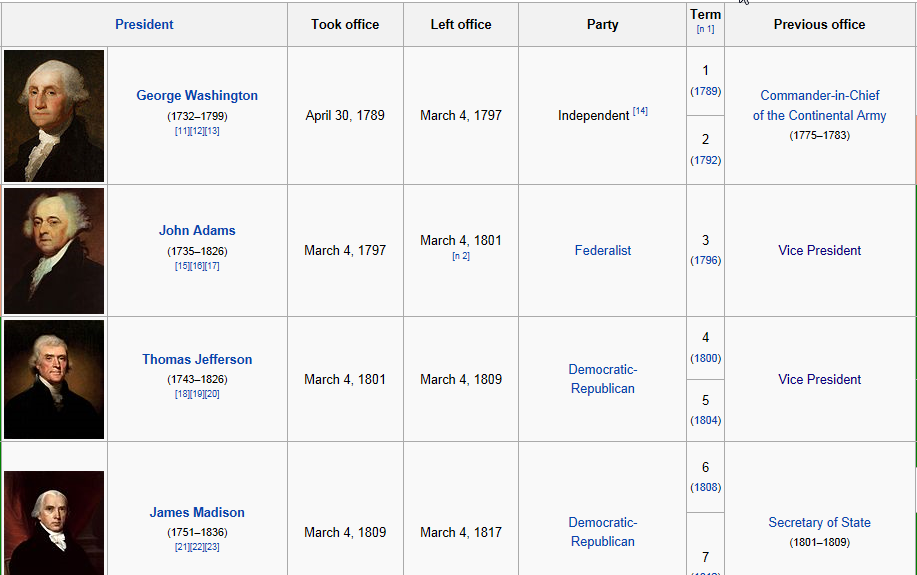 President Took office Left office Party Term Previous office
[n 1]
George Washington
(1732–1799)
[11][12][13]
April 30, 1789
March 4, 1797
Independent [14]
1
(1789)
2
(1792)
Commander-in-Chief
of the Continental Army
(1775–1783)
John Adams
(1735–1826)
[15][16][17]
March 4, 1797
March 4, 1801
[n 2]
Federalist
3
(1796)
Vice President
Thomas Jefferson
(1743–1826)
[18][19][20]
March 4, 1801
March 4, 1809
Democratic-
Republican
4
(1800)
5
(1804)
Vice President
James Madison
(1751–1836)
[21][22][23]
March 4, 1809
March 4, 1817
Democratic-
Republican
6
(1808)
7
Secretary of State
(1801–1809)